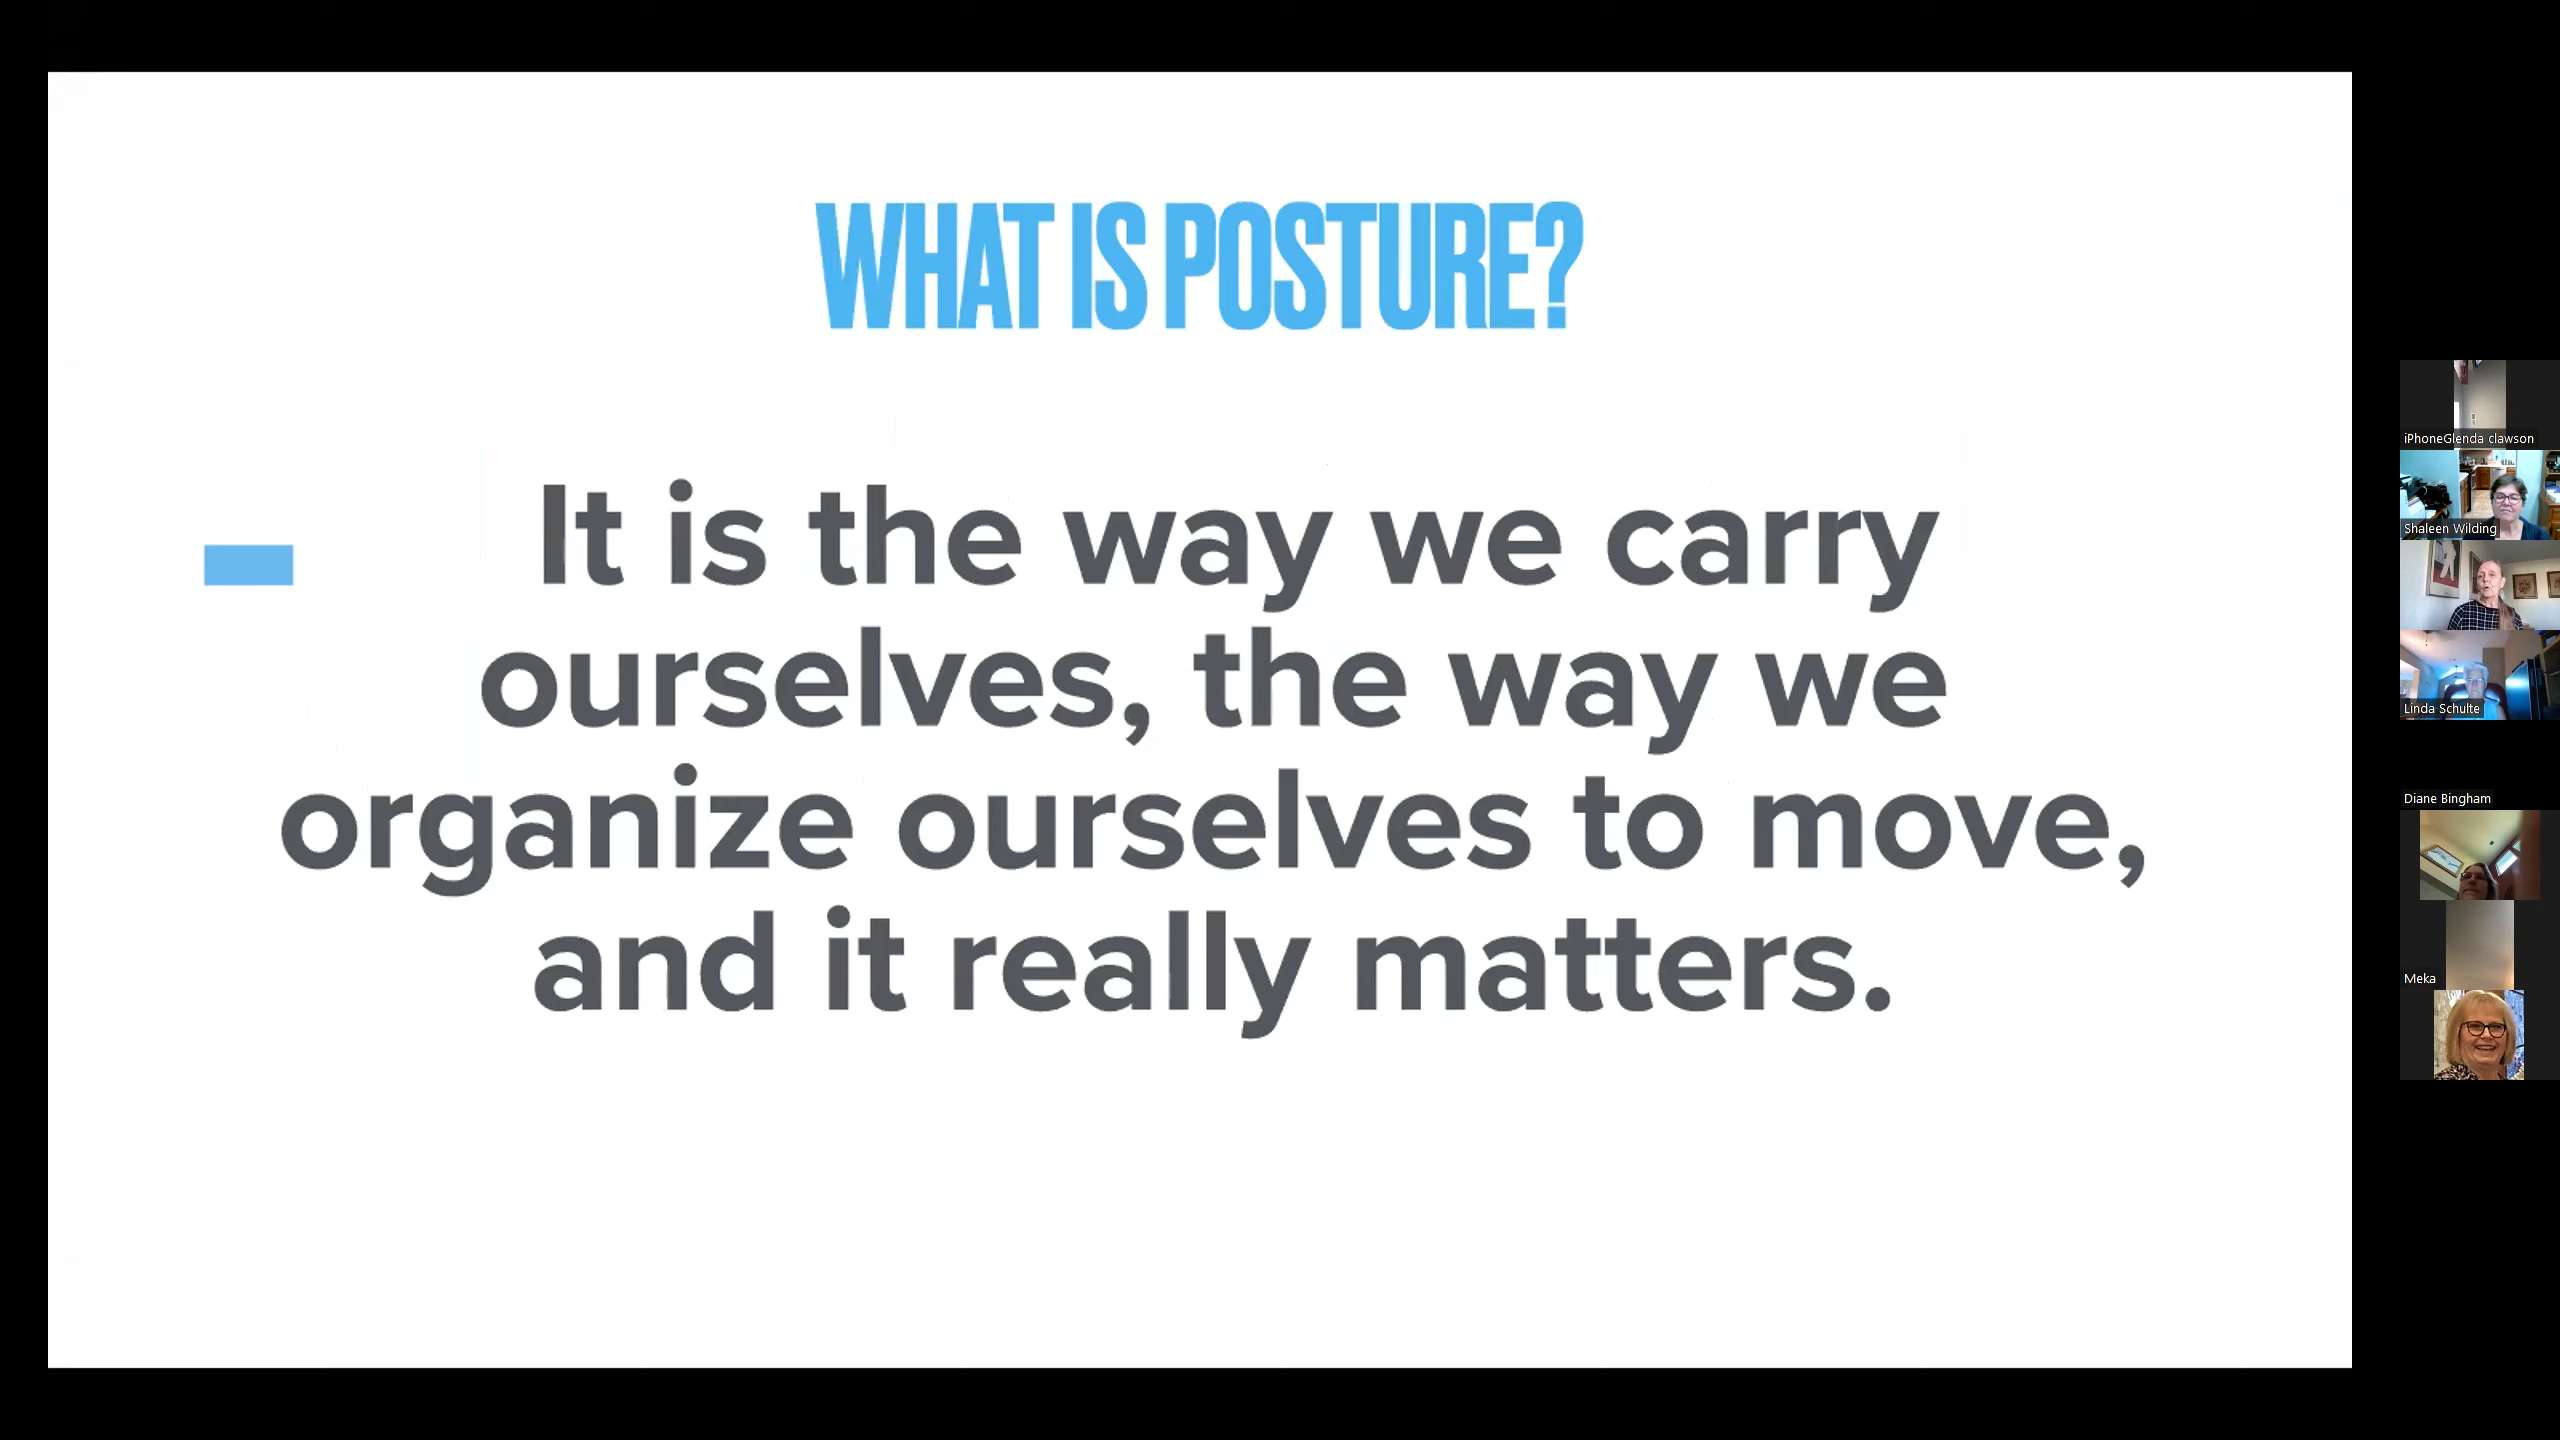 WHAT IS POSTURE?
It is the way we carry
ourselves, the way we
organize ourselves to move,
and it really matters.
iPhoneGlenda clawson
Shaleen Wilding
Linda Schulte
Diane Bingham
Meka